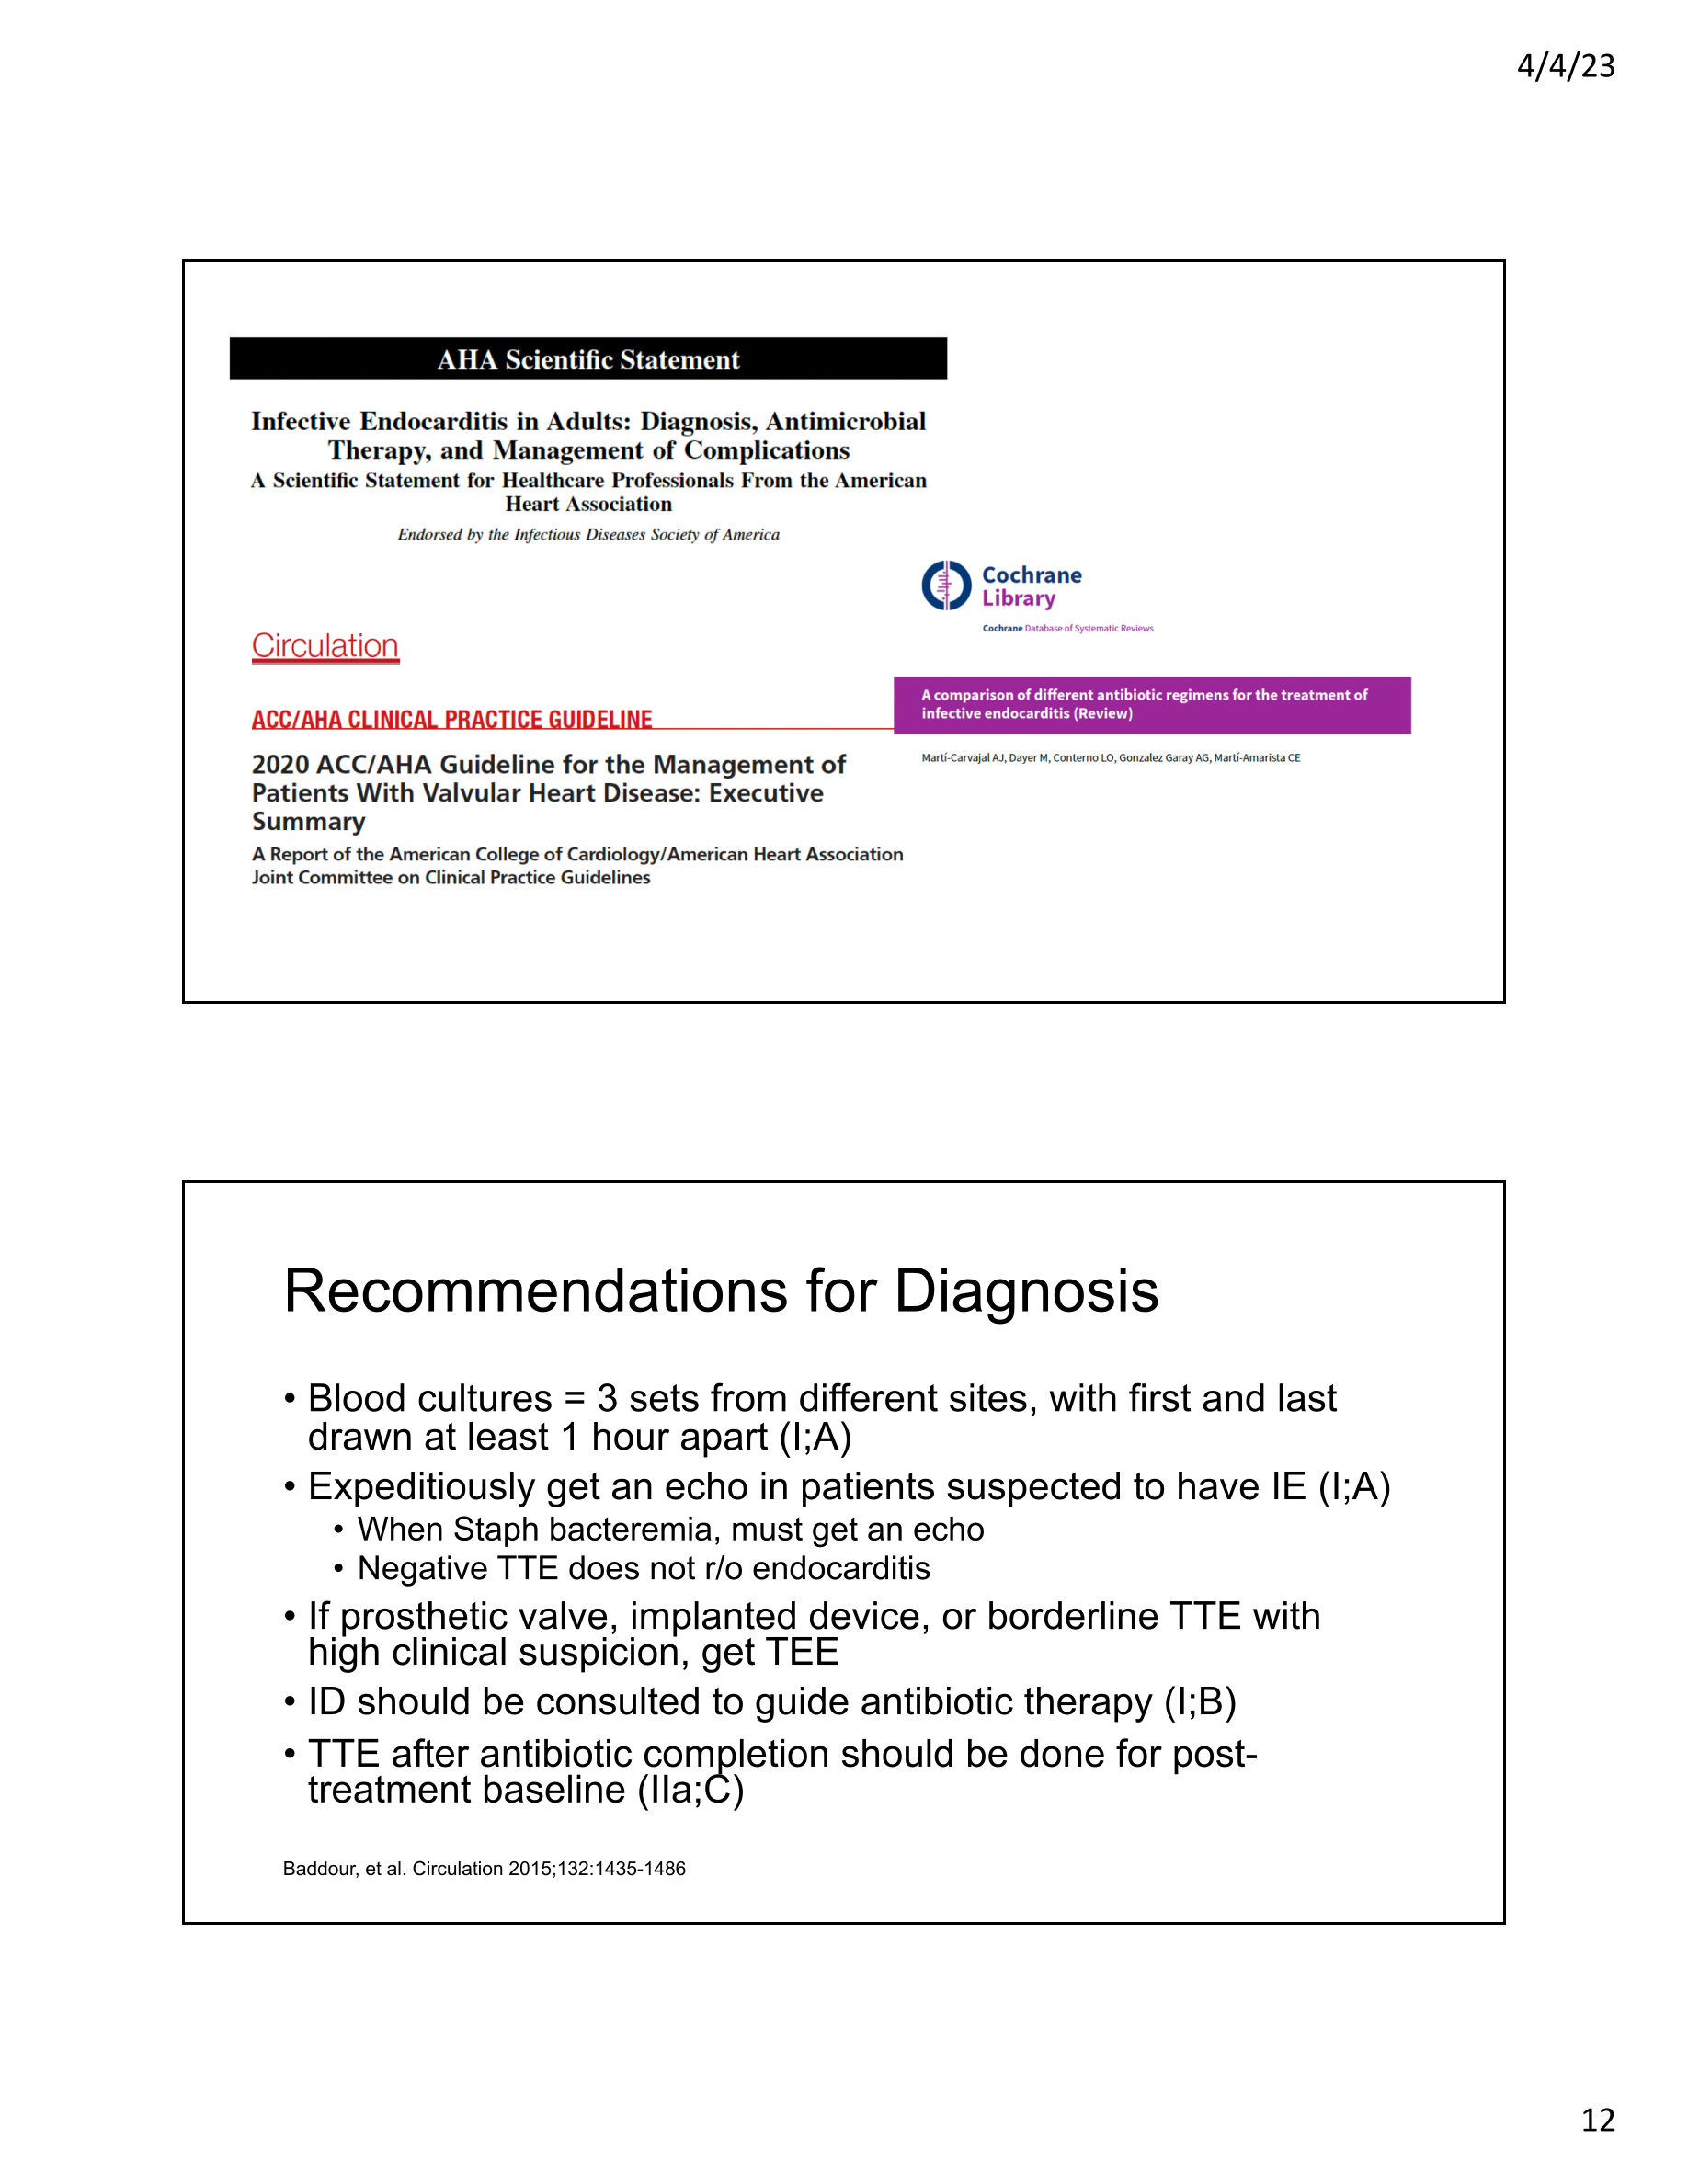 4/4/23
AHA Scientific Statement
Infective Endocarditis in Adults: Diagnosis, Antimicrobial
Therapy, and Management of Complications
A Scientific Statement for Healthcare Professionals From the American
Heart Association
Endorsed by the Infectious Diseases Society of America
Cochrane
Library
Cochrane Database of Systematic Reviews
Circulation
A comparison of different antibiotic regimens for the treatment of
infective endocarditis (Review)
Martí-Carvajal AJ, Dayer M, Conterno LO, Gonzalez Garay AG, Martí-Amarista CE
ACC/AHA CLINICAL PRACTICE GUIDELINE
2020 ACC/AHA Guideline for the Management of
Patients With Valvular Heart Disease: Executive
Summary
A Report of the American College of Cardiology/American Heart Association
Joint Committee on Clinical Practice Guidelines
Recommendations for Diagnosis
• Blood cultures = 3 sets from different sites, with first and last
drawn at least 1 hour apart (I;A)
• Expeditiously get an echo in patients suspected to have IE (I;A)
• When Staph bacteremia, must get an echo
• Negative TTE does not r/o endocarditis
• If prosthetic valve, implanted device, or borderline TTE with
high clinical suspicion, get TEE
• ID should be consulted to guide antibiotic therapy (I;B)
• TTE after antibiotic completion should be done for post-
treatment baseline (IIa;C)
Baddour, et al. Circulation 2015;132:1435-1486
12